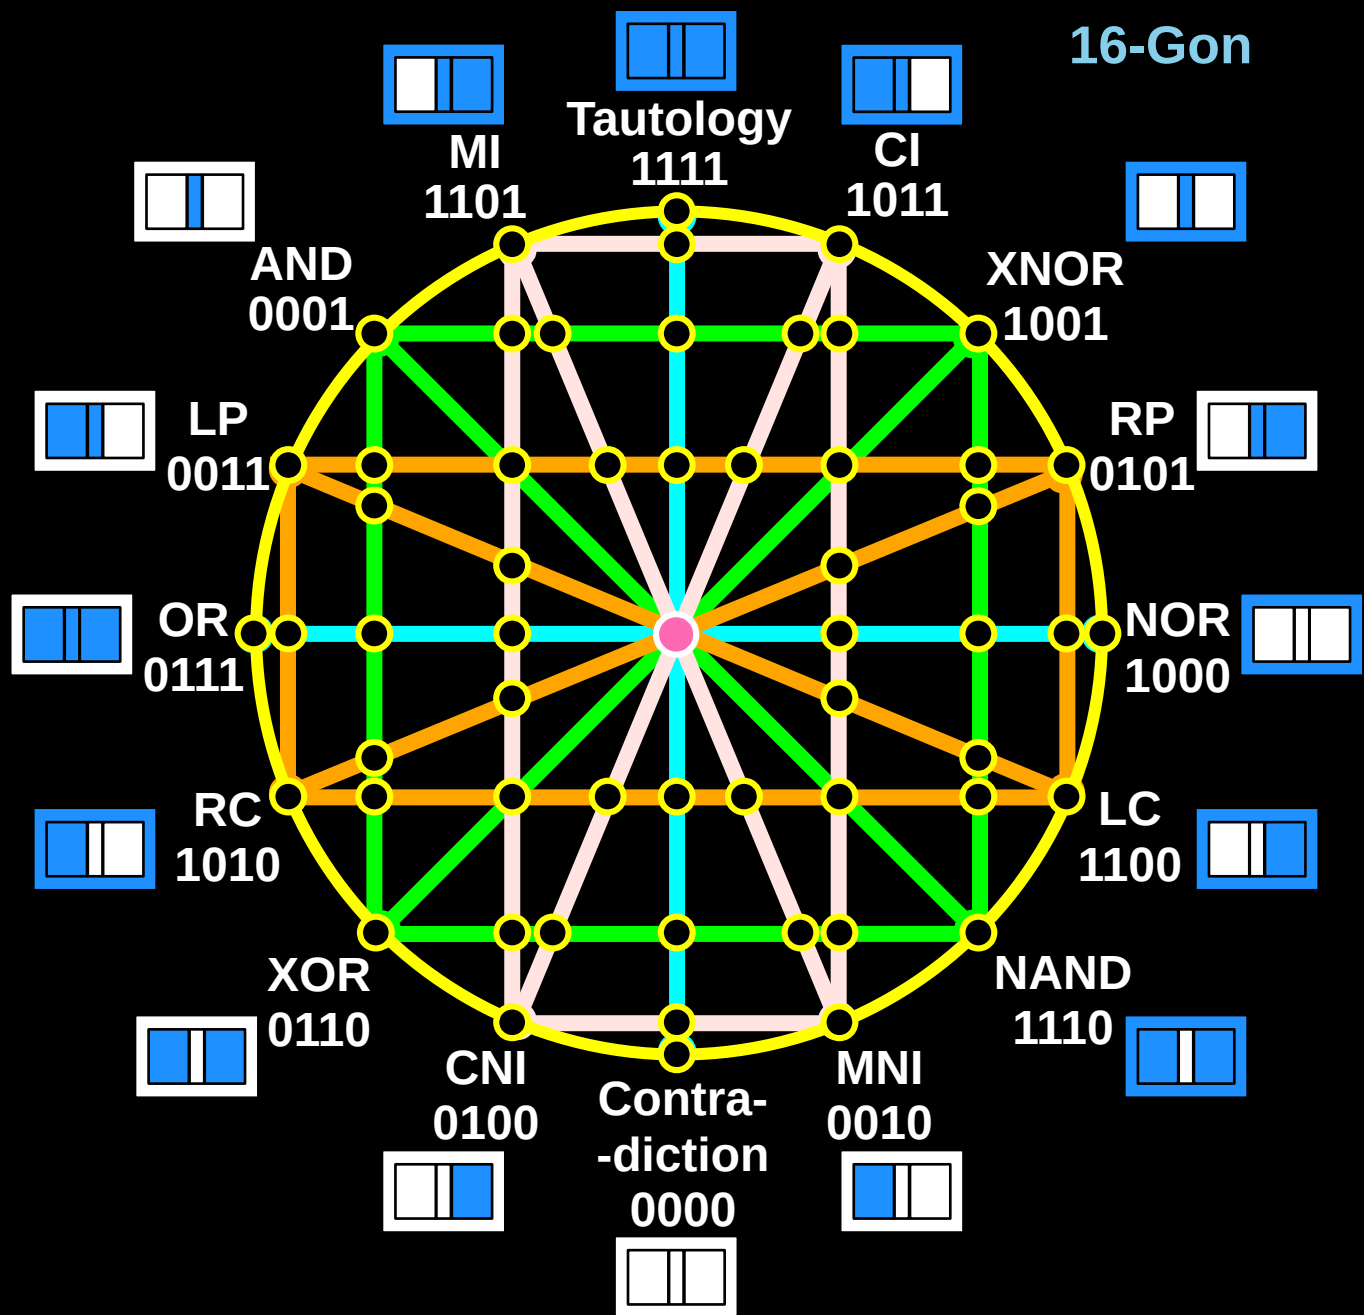 16-Gon
Tautology
1111
MI
1101
CI
1011
AND
0001
XNOR
1001
LP
0011
RP
0101
OR
0111
NOR
1000
RC
1010
LC
1100
XOR
0110
NAND
1110
CNI
0100
Contra-
-diction
0000
MNI
0010